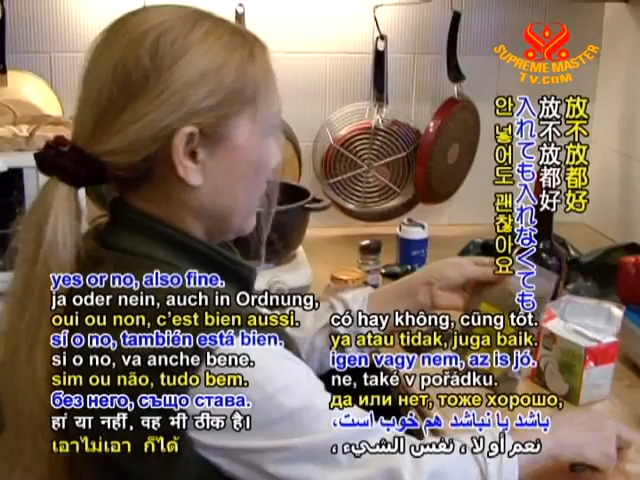 SUPREME MASTER
TV.COM
放不放都好
放不放都好
入れても入れなくても
안 넣어도 괜찮아요
yes or no, also fine.
ja oder nein, auch in Ordnung,
oui ou non, c'est bien aussi.
sí o no, también está bien.
si o no, va anche bene.
sim ou não, tudo bem.
без него, също става.
हां या नहीं, वह भी ठीक है।
เอาไม่เอา ก็ได้
có hay không, cũng tốt.
ya atau tidak, juga baik.
igen vagy nem, az is jó.
ne, také v pořádku.
да или нет, тоже хорошо,
باشد یا نباشد هم خوب است،
نعم أو لا ، نفس الشيء ،